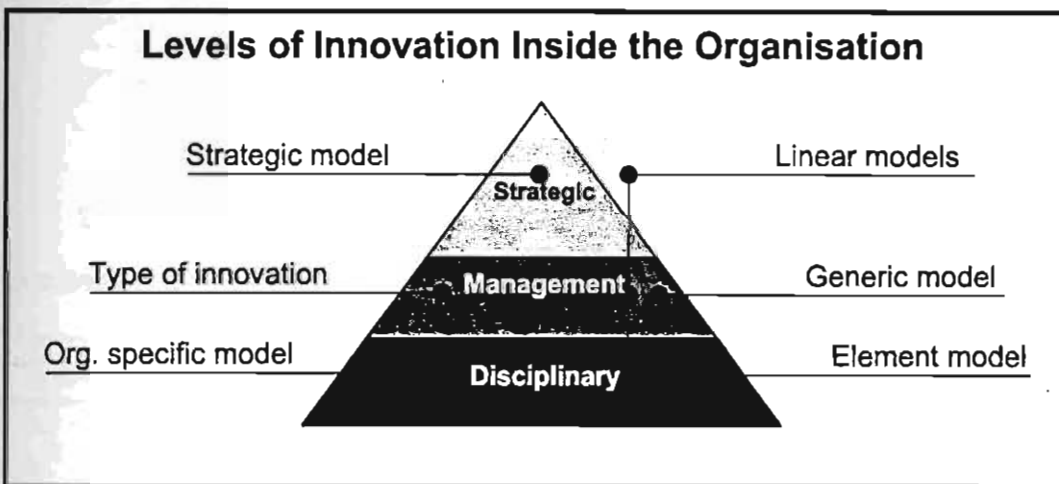 Levels of Innovation Inside the Organisation
Strategic model
Linear models
Strategic
Type of innovation
Management
Generic model
Org. specific model
Disciplinary
Element model